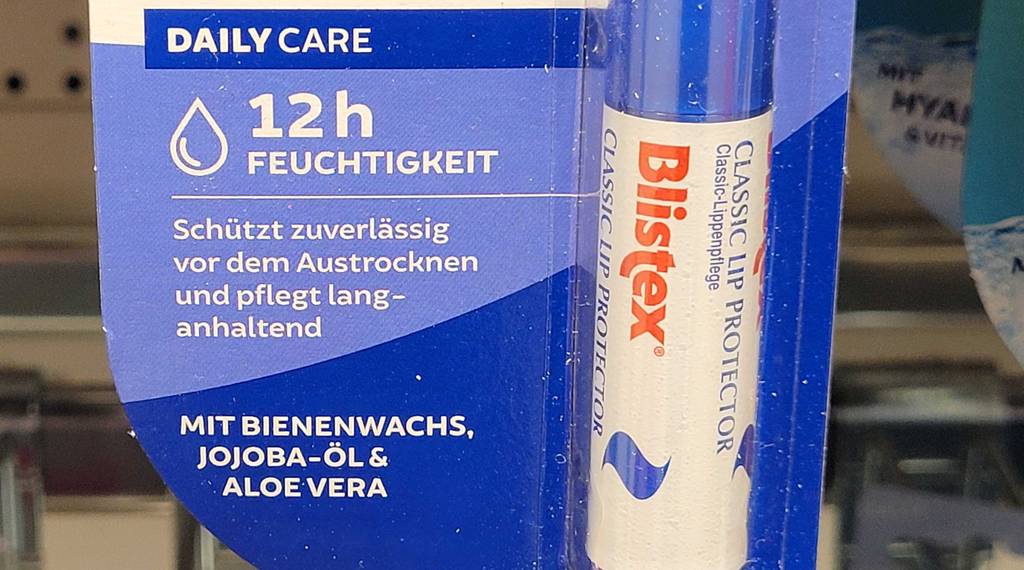 DAILY CARE
12 h
FEUCHTIGKEIT
Schützt zuverlässig
vor dem Austrocknen
und pflegt lang-
anhaltend
MIT BIENENWACHS,
JOJOBA-ÖL &
ALOE VERA
CLASSIC LIP PROTECTOR
Blistex®
Classic-Lippenpflege
CLASSIC LIP PROTECTOR
MIT